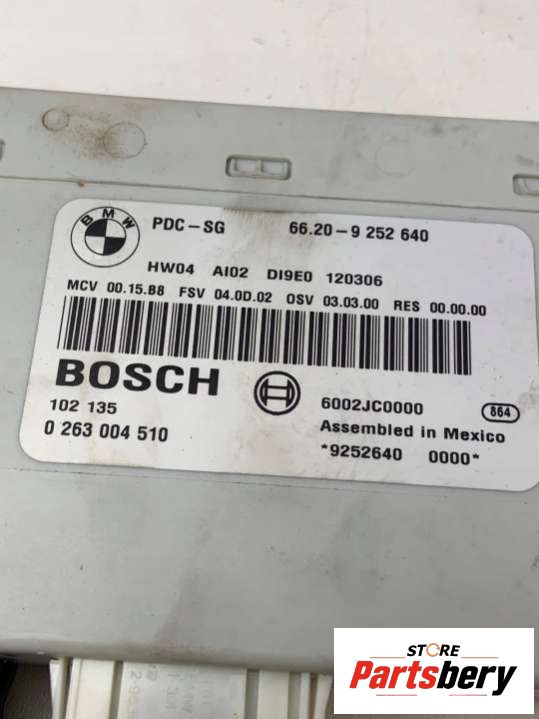 BMW
PDC-SG 66.20-9 252 640
HW04 AI02 DI9E0 120306
MCV 00.15.B8 FSV 04.0D.02 OSV 03.03.00 RES 00.00.00
BOSCH
102 135 6002JC0000 864
0 263 004 510 Assembled in Mexico
*9252640 0000*
STORE
Partsbery